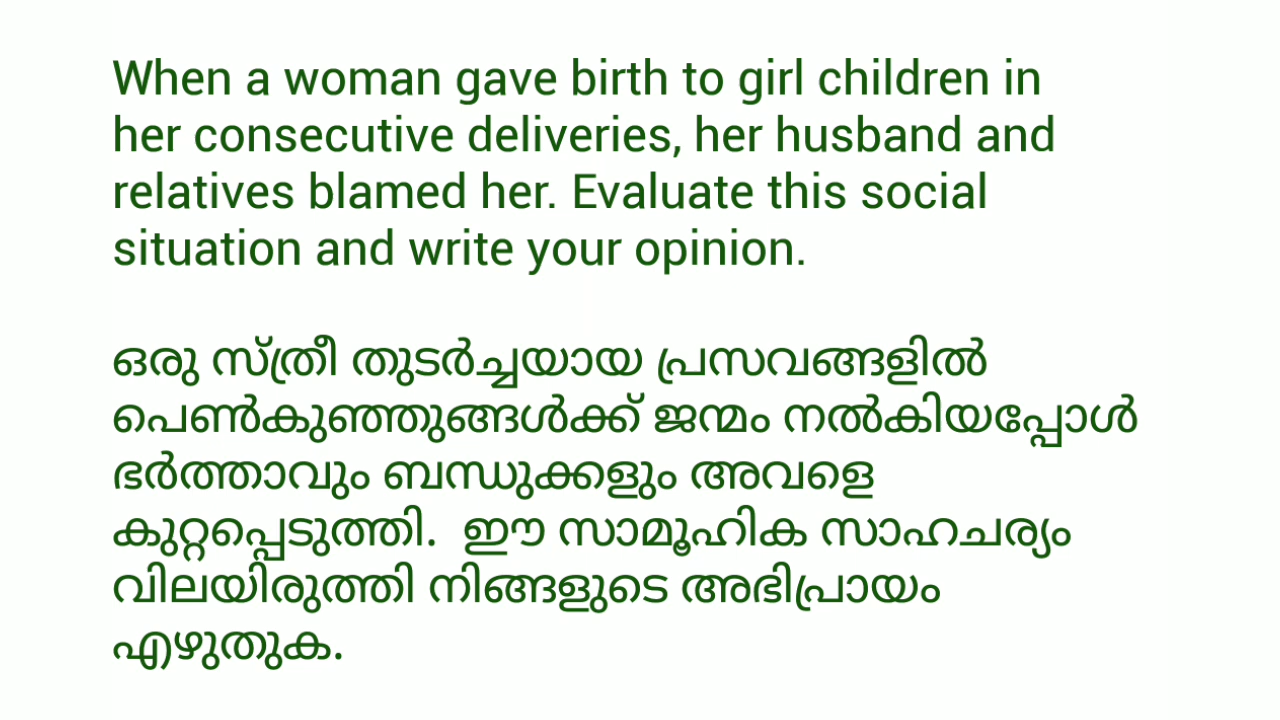 When a woman gave birth to girl children in
her consecutive deliveries, her husband and
relatives blamed her. Evaluate this social
situation and write your opinion.
ഒരു സ്ത്രീ തുടർച്ചയായ പ്രസവങ്ങളിൽ
പെൺകുഞ്ഞുങ്ങൾക്ക് ജന്മം നൽകിയപ്പോൾ
ഭർത്താവും ബന്ധുക്കളും അവളെ
കുറ്റപ്പെടുത്തി.  ഈ സാമൂഹിക സാഹചര്യം
വിലയിരുത്തി നിങ്ങളുടെ അഭിപ്രായം
എഴുതുക.